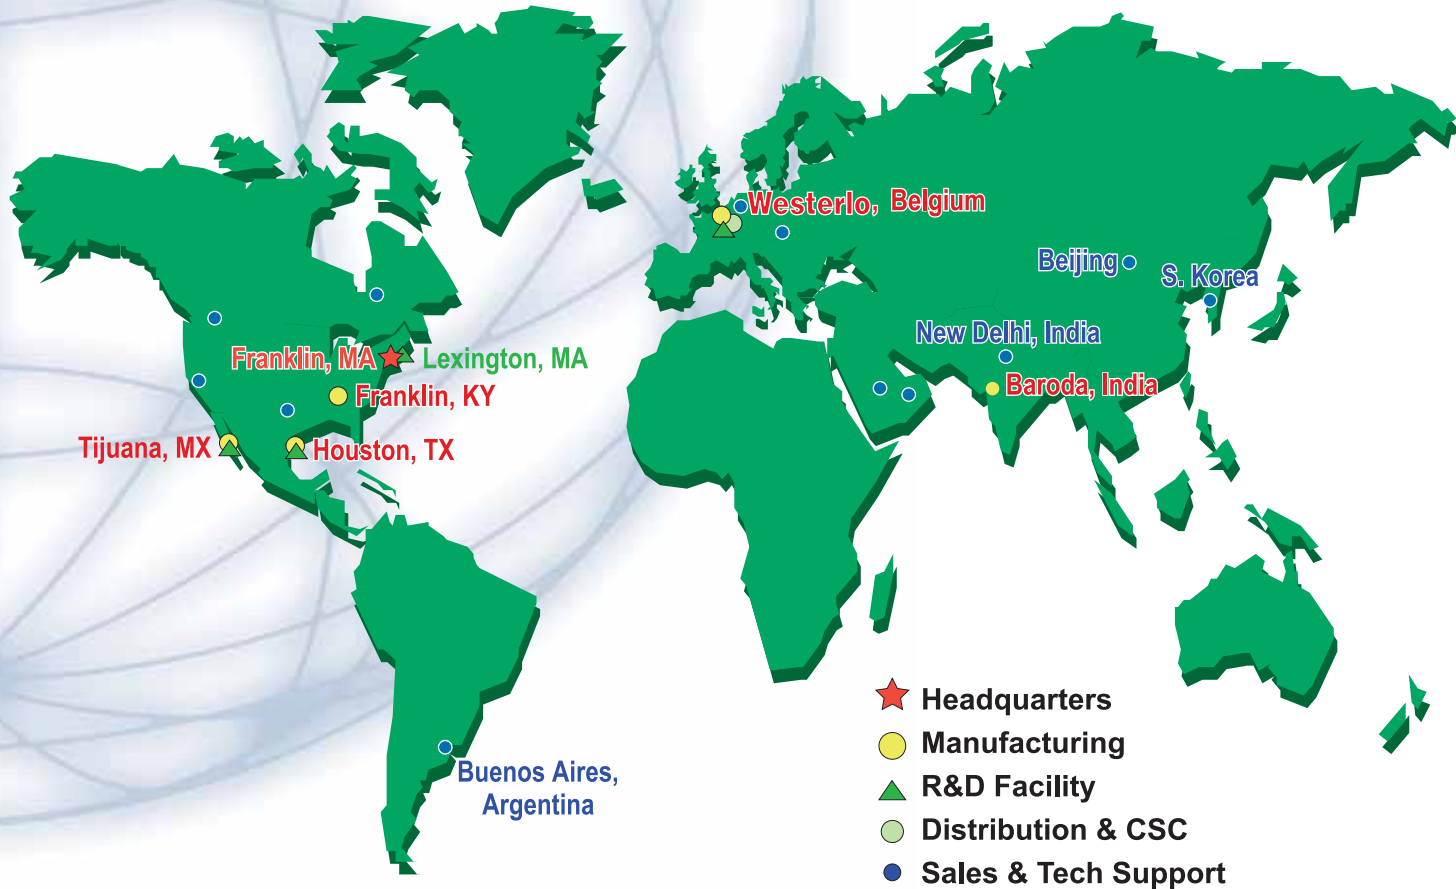 Westerlo, Belgium
Beijing
S. Korea
New Delhi, India
Franklin, MA
Lexington, MA
Baroda, India
Franklin, KY
Tijuana, MX
Houston, TX
Buenos Aires,
Argentina
Headquarters
Manufacturing
R&D Facility
Distribution & CSC
Sales & Tech Support